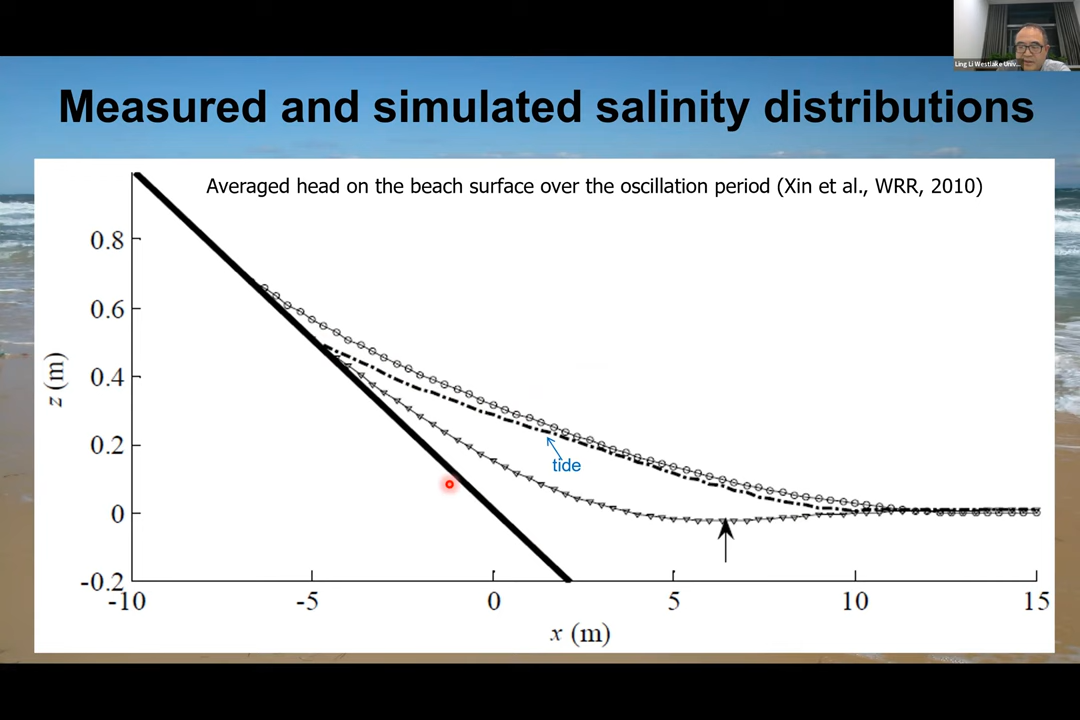 Ling Li Westlake Univ...
Measured and simulated salinity distributions
Averaged head on the beach surface over the oscillation period (Xin et al., WRR, 2010)
0.8
0.6
0.4
0.2
0
-0.2
z (m)
tide
-10
-5
0
5
10
15
x (m)